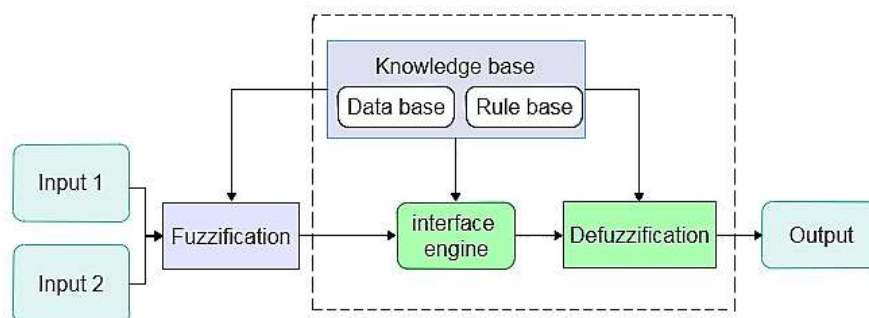 Knowledge base
Data base
Rule base
Input 1
Input 2
Fuzzification
interface
engine
Defuzzification
Output